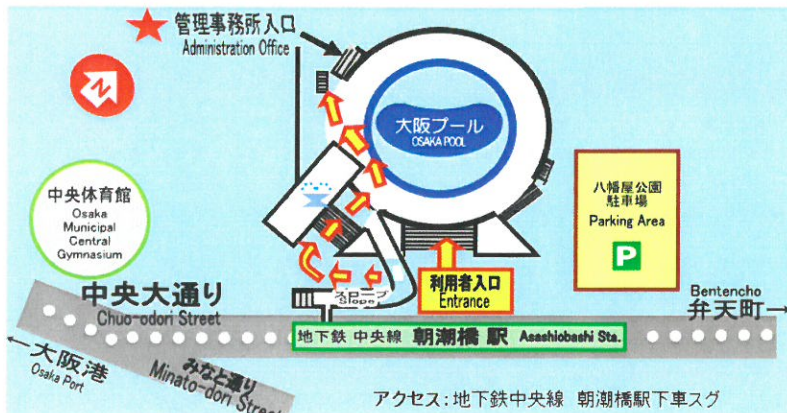 管理事務所入口
Administration Office
N
大阪プール
OSAKA POOL
中央体育館
Osaka
Municipal
Central
Gymnasium
八幡屋公園
駐車場
Parking Area
P
利用者入口
Entrance
スロープ
Slope
中央大通り
Chuo-odori Street
Bentencho
弁天町
地下鉄 中央線 朝潮橋駅 Asashiobashi Sta.
大阪港
Osaka Port
みなと通り
Minato-dori Street
アクセス:地下鉄中央線 朝潮橋駅下車スグ